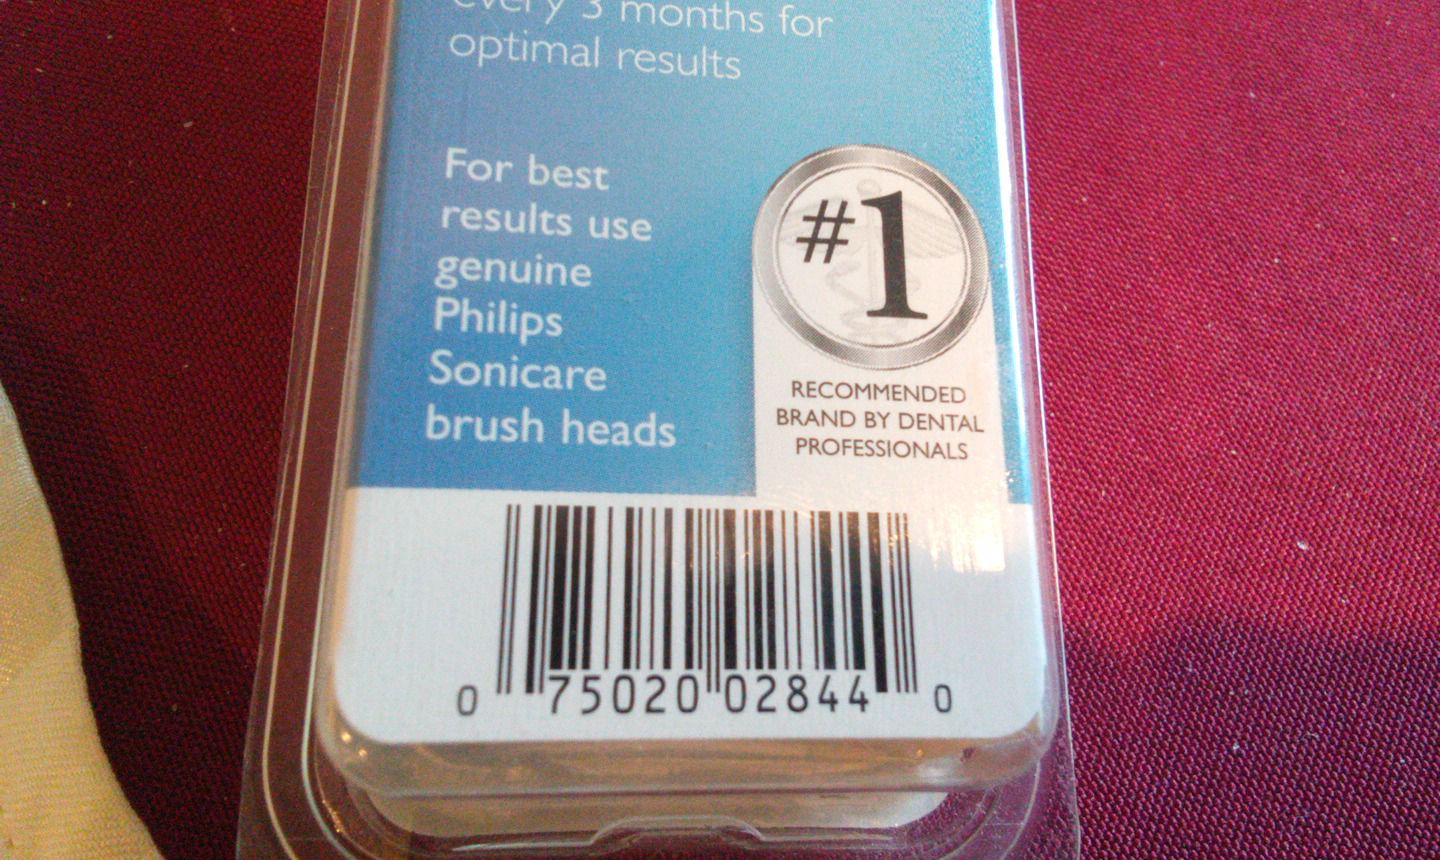 every 3 months for
optimal results
For best
results use
genuine
Philips
Sonicare
brush heads
#1
RECOMMENDED
BRAND BY DENTAL
PROFESSIONALS
0 75020 02844 0